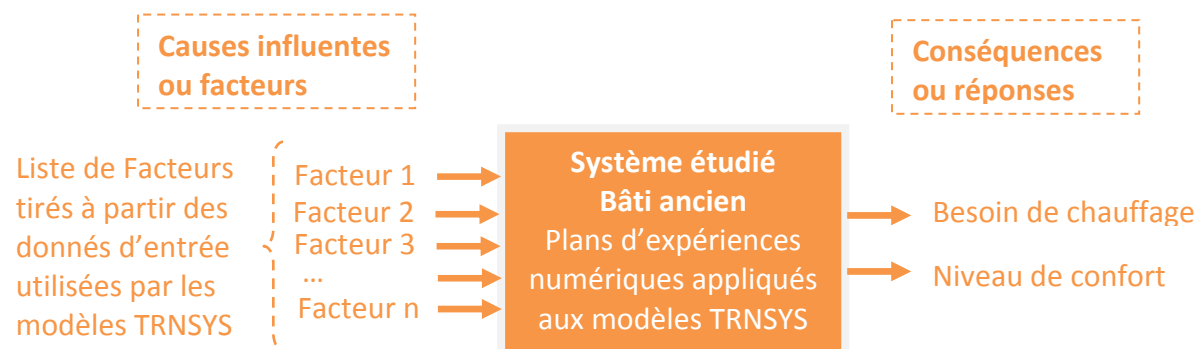 Causes influentes
ou facteurs
Conséquences
ou réponses
Liste de Facteurs
tirés à partir des
donnés d'entrée
utilisées par les
modèles TRNSYS
Facteur 1
Facteur 2
Facteur 3
...
Facteur n
Système étudié
Bâti ancien
Plans d'expériences
numériques appliqués
aux modèles TRNSYS
Besoin de chauffage
Niveau de confort